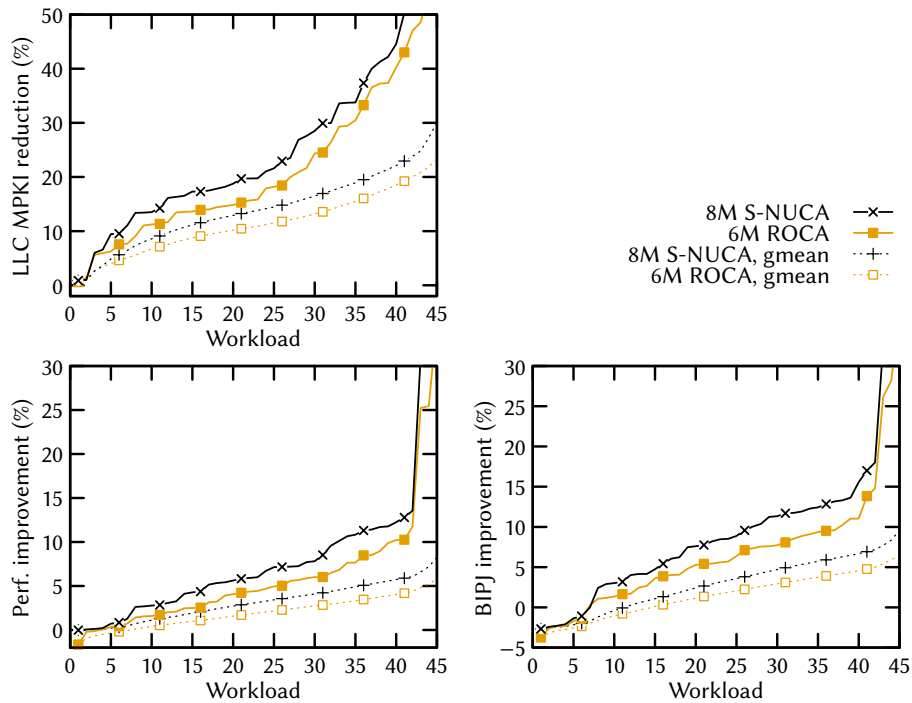 50
40
30
20
10
0
LLC MPKI reduction (%)
0 5 10 15 20 25 30 35 40 45
Workload
8M S-NUCA
6M ROCA
8M S-NUCA, gmean
6M ROCA, gmean
30
25
20
15
10
5
0
Perf. improvement (%)
0 5 10 15 20 25 30 35 40 45
Workload
30
25
20
15
10
5
0
−5
BIPJ improvement (%)
0 5 10 15 20 25 30 35 40 45
Workload